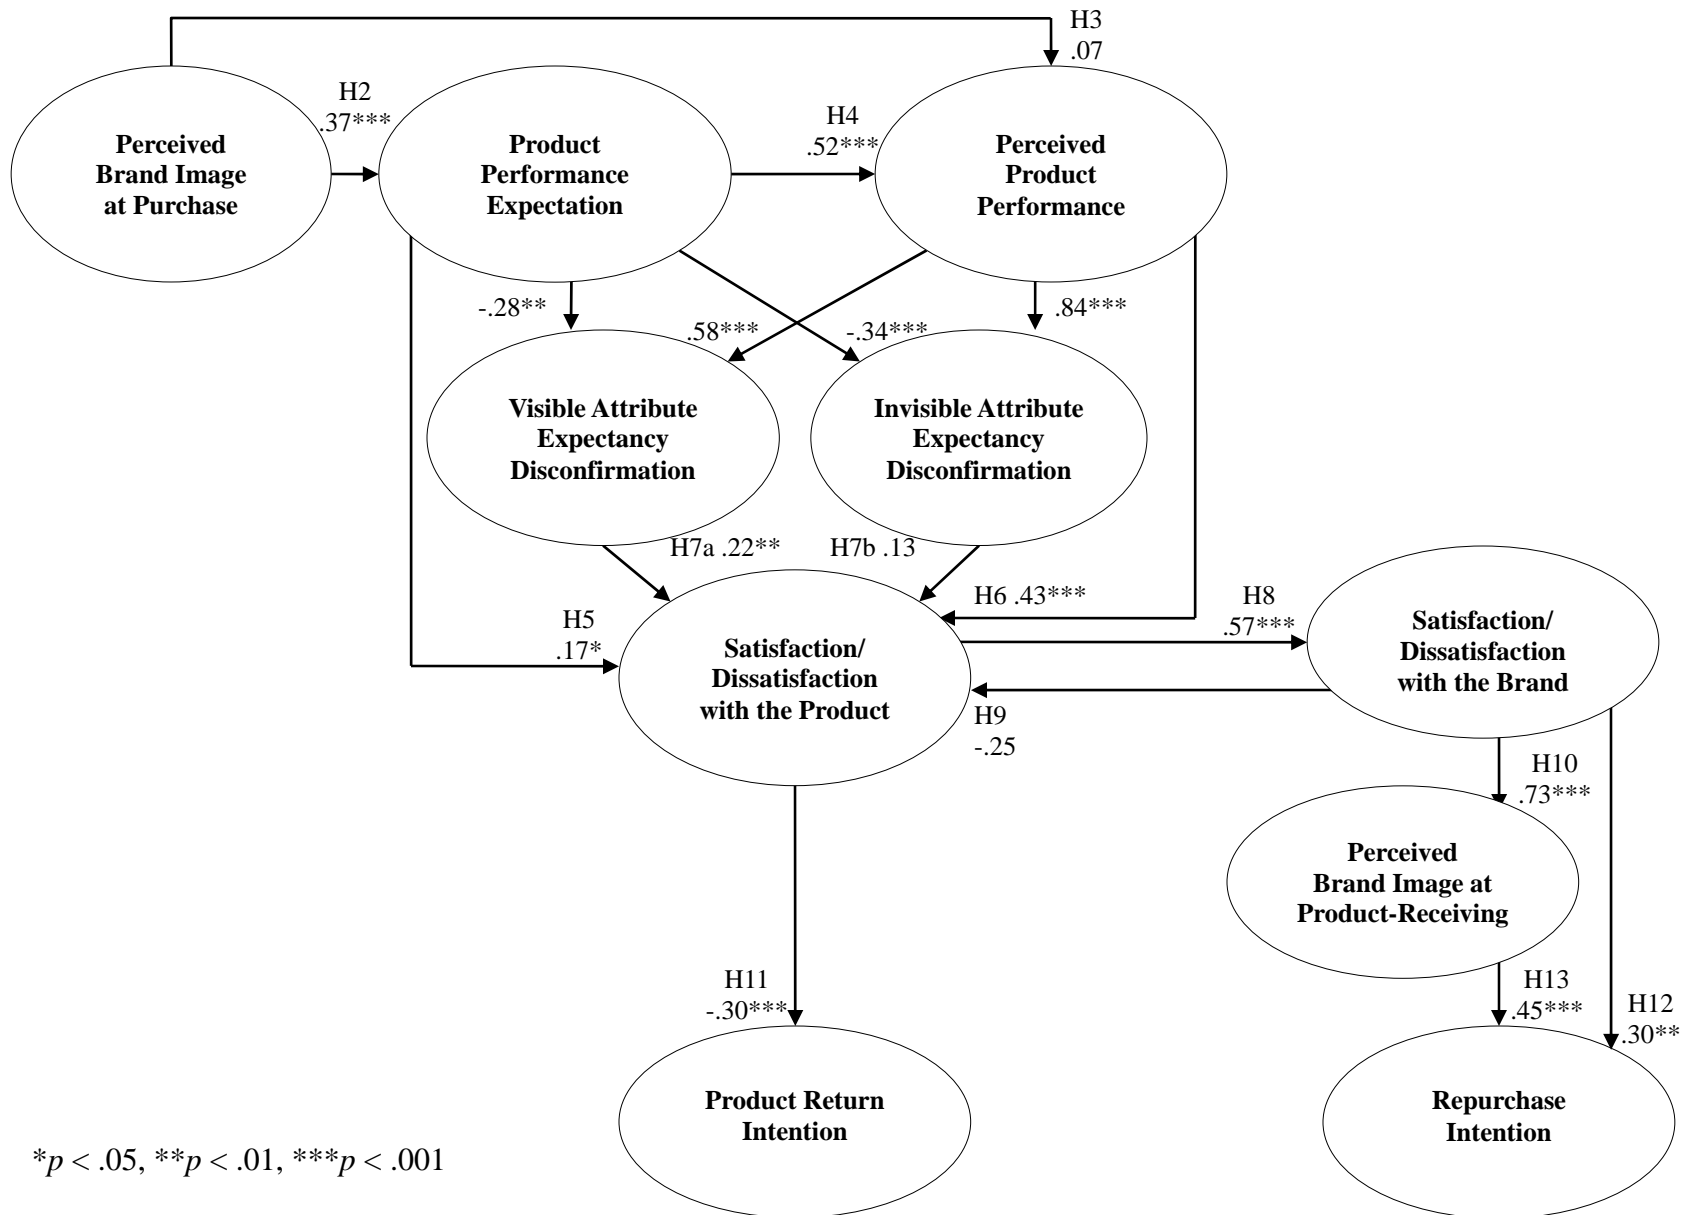 H3
.07
H2
.37***
H4
.52***
Perceived
Brand Image
at Purchase
Product
Performance
Expectation
Perceived
Product
Performance
-.28**
.58***
-.34***
.84***
Visible Attribute
Expectancy
Disconfirmation
Invisible Attribute
Expectancy
Disconfirmation
H7a .22**
H7b .13
H6 .43***
H5
.17*
H8
.57***
Satisfaction/
Dissatisfaction
with the Product
Satisfaction/
Dissatisfaction
with the Brand
H9
-.25
H10
.73***
Perceived
Brand Image at
Product-Receiving
H11
-.30***
H13
.45***
H12
.30**
Product Return
Intention
Repurchase
Intention
*p < .05, **p < .01, ***p < .001